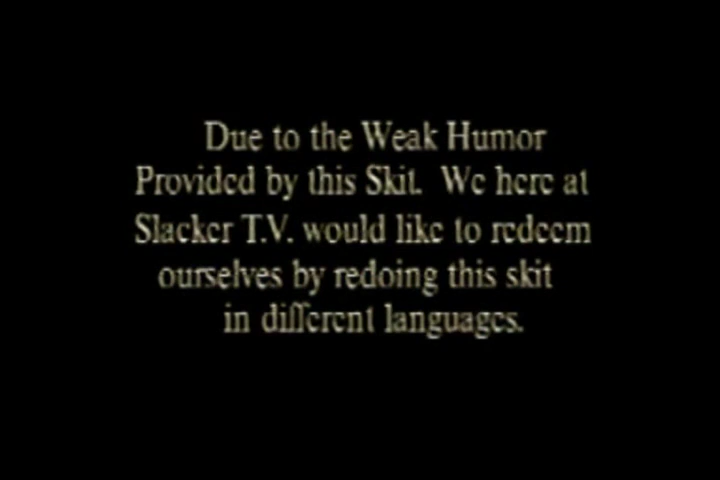 Due to the Weak Humor
Provided by this Skit. We here at
Slacker T.V. would like to redeem
ourselves by redoing this skit
in different languages.